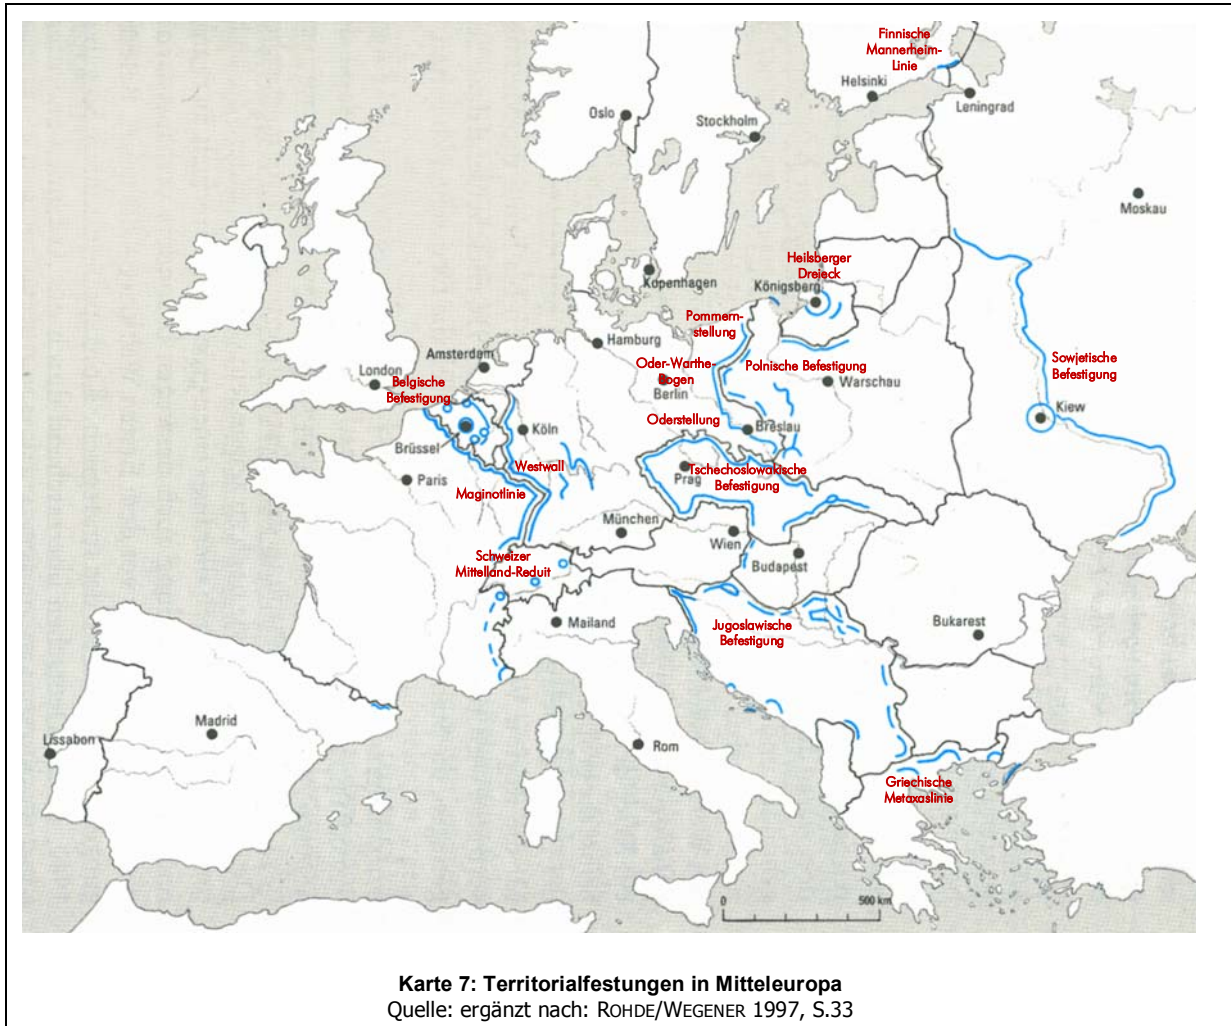 Finnische
Mannerheim-
Linie
Helsinki
Leningrad
Oslo
Stockholm
Moskau
Kopenhagen
Heilsberger
Dreieck
Königsberg
Pommern-
stellung
Hamburg
Amsterdam
Oder-Warthe-
Bogen
Berlin
Polnische Befestigung
Warschau
Sowjetische
Befestigung
London
Belgische
Befestigung
Kiew
Oderstellung
Breslau
Köln
Brüssel
Westwall
Prag
Tschechoslowakische
Befestigung
Paris
Maginotlinie
München
Wien
Budapest
Schweizer
Mittelland-Reduit
Mailand
Jugoslawische
Befestigung
Bukarest
Madrid
Lissabon
Rom
Griechische
Metaxaslinie
0
500 km
Karte 7: Territorialfestungen in Mitteleuropa
Quelle: ergänzt nach: ROHDE/WEGENER 1997, S.33